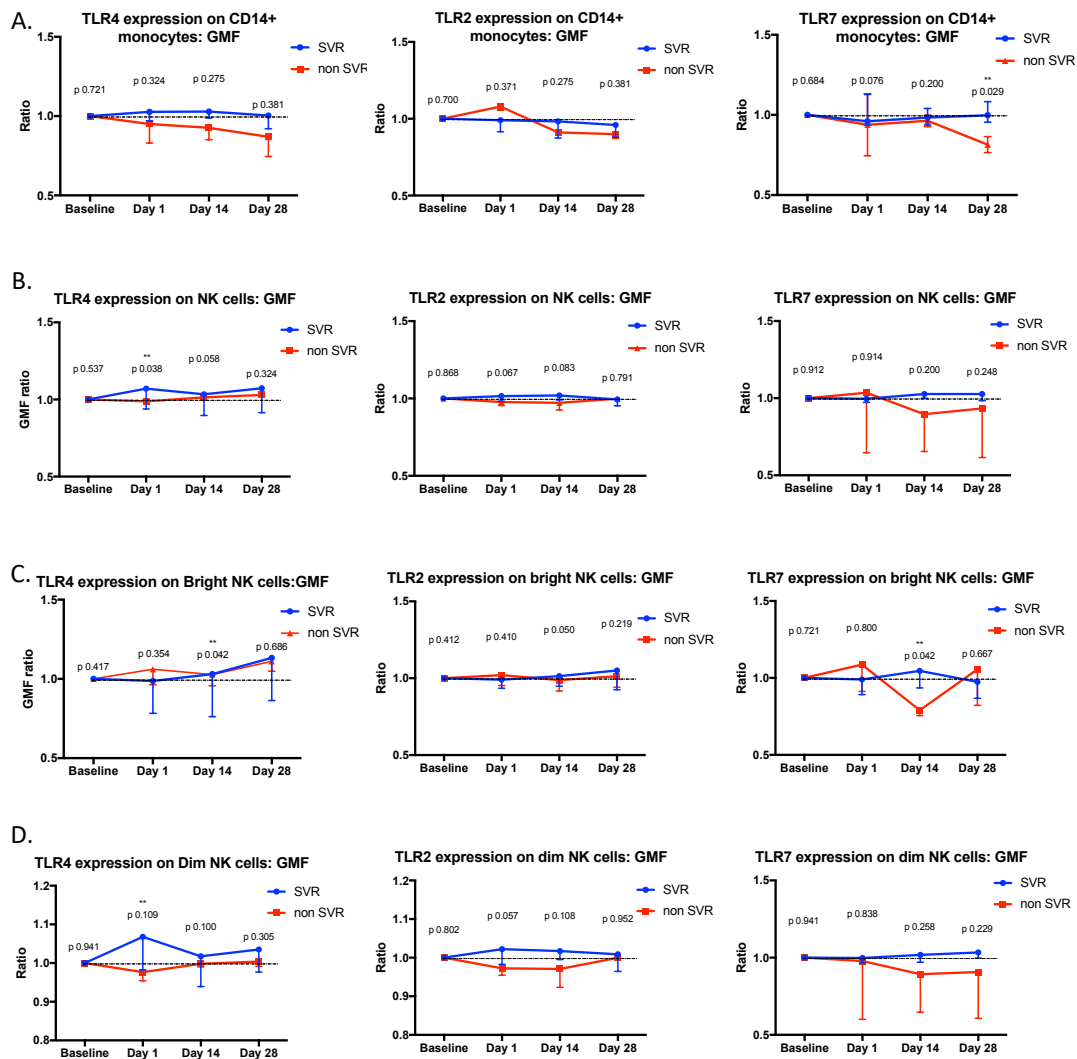 A.
TLR4 expression on CD14+
monocytes: GMF
1.5
SVR
non SVR
p 0.721
p 0.324
p 0.275
p 0.381
Ratio
1.0
0.5
Baseline Day 1 Day 14 Day 28
TLR2 expression on CD14+
monocytes: GMF
1.5
SVR
non SVR
p 0.700
p 0.371
p 0.275
p 0.381
Ratio
1.0
0.5
Baseline Day 1 Day 14 Day 28
TLR7 expression on CD14+
monocytes: GMF
1.5
SVR
non SVR
p 0.684
p 0.076
p 0.200
**
p 0.029
Ratio
1.0
0.5
Baseline Day 1 Day 14 Day 28
B.
TLR4 expression on NK cells: GMF
1.5
SVR
non SVR
p 0.537
**
p 0.038
p 0.058
p 0.324
GMF ratio
1.0
0.5
Baseline Day 1 Day 14 Day 28
TLR2 expression on NK cells: GMF
1.5
SVR
non SVR
p 0.868
p 0.067
p 0.083
p 0.791
Ratio
1.0
0.5
Baseline Day 1 Day 14 Day 28
TLR7 expression on NK cells: GMF
1.5
SVR
non SVR
p 0.912
p 0.914
p 0.200
p 0.248
Ratio
1.0
0.5
Baseline Day 1 Day 14 Day 28
C.
TLR4 expression on Bright NK cells:GMF
1.5
SVR
non SVR
p 0.417
p 0.354
**
p 0.042
p 0.686
GMF ratio
1.0
0.5
Baseline Day 1 Day 14 Day 28
TLR2 expression on bright NK cells: GMF
1.5
SVR
non SVR
p 0.412
p 0.410
p 0.050
p 0.219
Ratio
1.0
0.5
Baseline Day 1 Day 14 Day 28
TLR7 expression on bright NK cells: GMF
1.5
SVR
non SVR
p 0.721
p 0.800
**
p 0.042
p 0.667
Ratio
1.0
0.5
Baseline Day 1 Day 14 Day 28
D.
TLR4 expression on Dim NK cells: GMF
1.2
SVR
non SVR
1.1
p 0.941
**
p 0.109
p 0.100
p 0.305
Ratio
1.0
0.9
0.8
Baseline Day 1 Day 14 Day 28
TLR2 expression on dim NK cells: GMF
1.2
SVR
non SVR
1.1
p 0.802
p 0.057
p 0.108
p 0.952
Ratio
1.0
0.9
0.8
Baseline Day 1 Day 14 Day 28
TLR7 expression on dim NK cells: GMF
1.5
SVR
non SVR
p 0.941
p 0.838
p 0.258
p 0.229
Ratio
1.0
0.5
Baseline Day 1 Day 14 Day 28